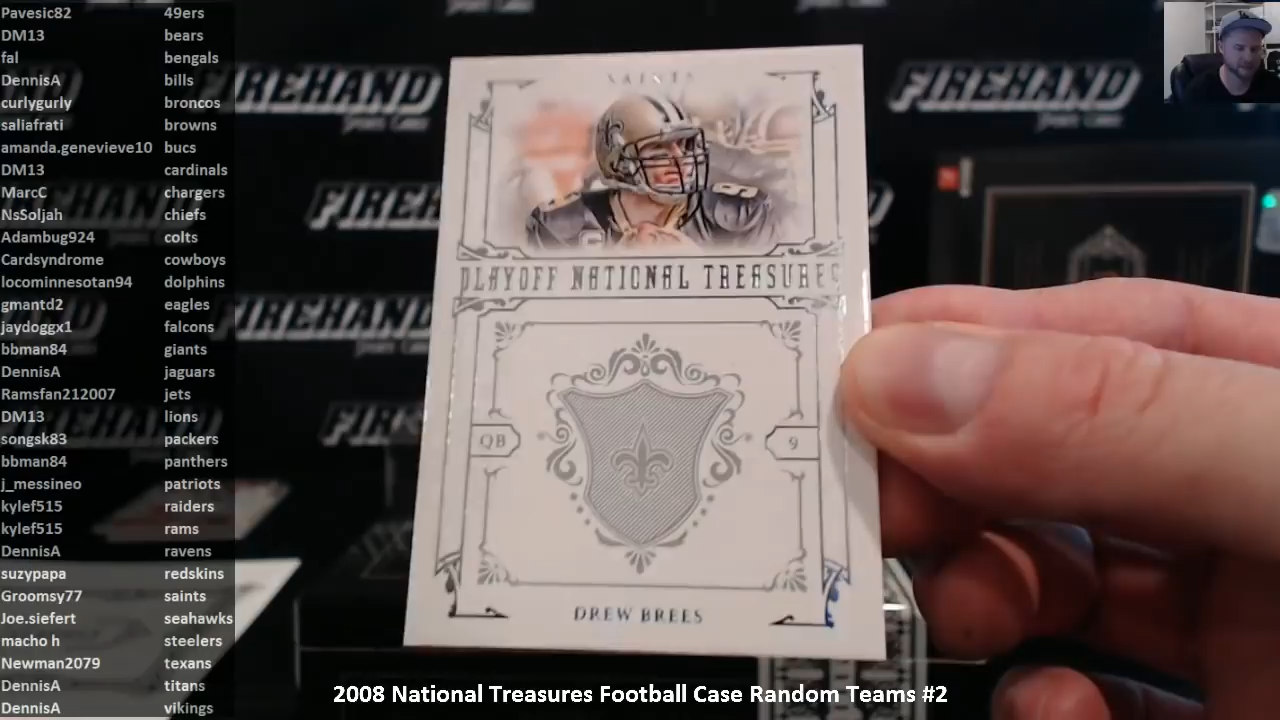 Pavesic82 49ers
DM13 bears
fal bengals
DennisA bills
curlygurly broncos
saliafrati browns
amanda.genevieve10 bucs
DM13 cardinals
MarcC chargers
NsSoljah chiefs
Adambug924 colts
Cardsyndrome cowboys
locominnesotan94 dolphins
gmantd2 eagles
jaydoggx1 falcons
bbman84 giants
DennisA jaguars
Ramsfan212007 jets
DM13 lions
songsk83 packers
bbman84 panthers
j_messineo patriots
kylef515 raiders
kylef515 rams
DennisA ravens
suzypapa redskins
Groomsy77 saints
Joe.siefert seahawks
macho h steelers
Newman2079 texans
DennisA titans
DennisA vikings
FIREHAND
FIREHAND
SAINTS
9
PLAYOFF NATIONAL TREASURES
QB 9
DREW BREES
2008 National Treasures Football Case Random Teams #2